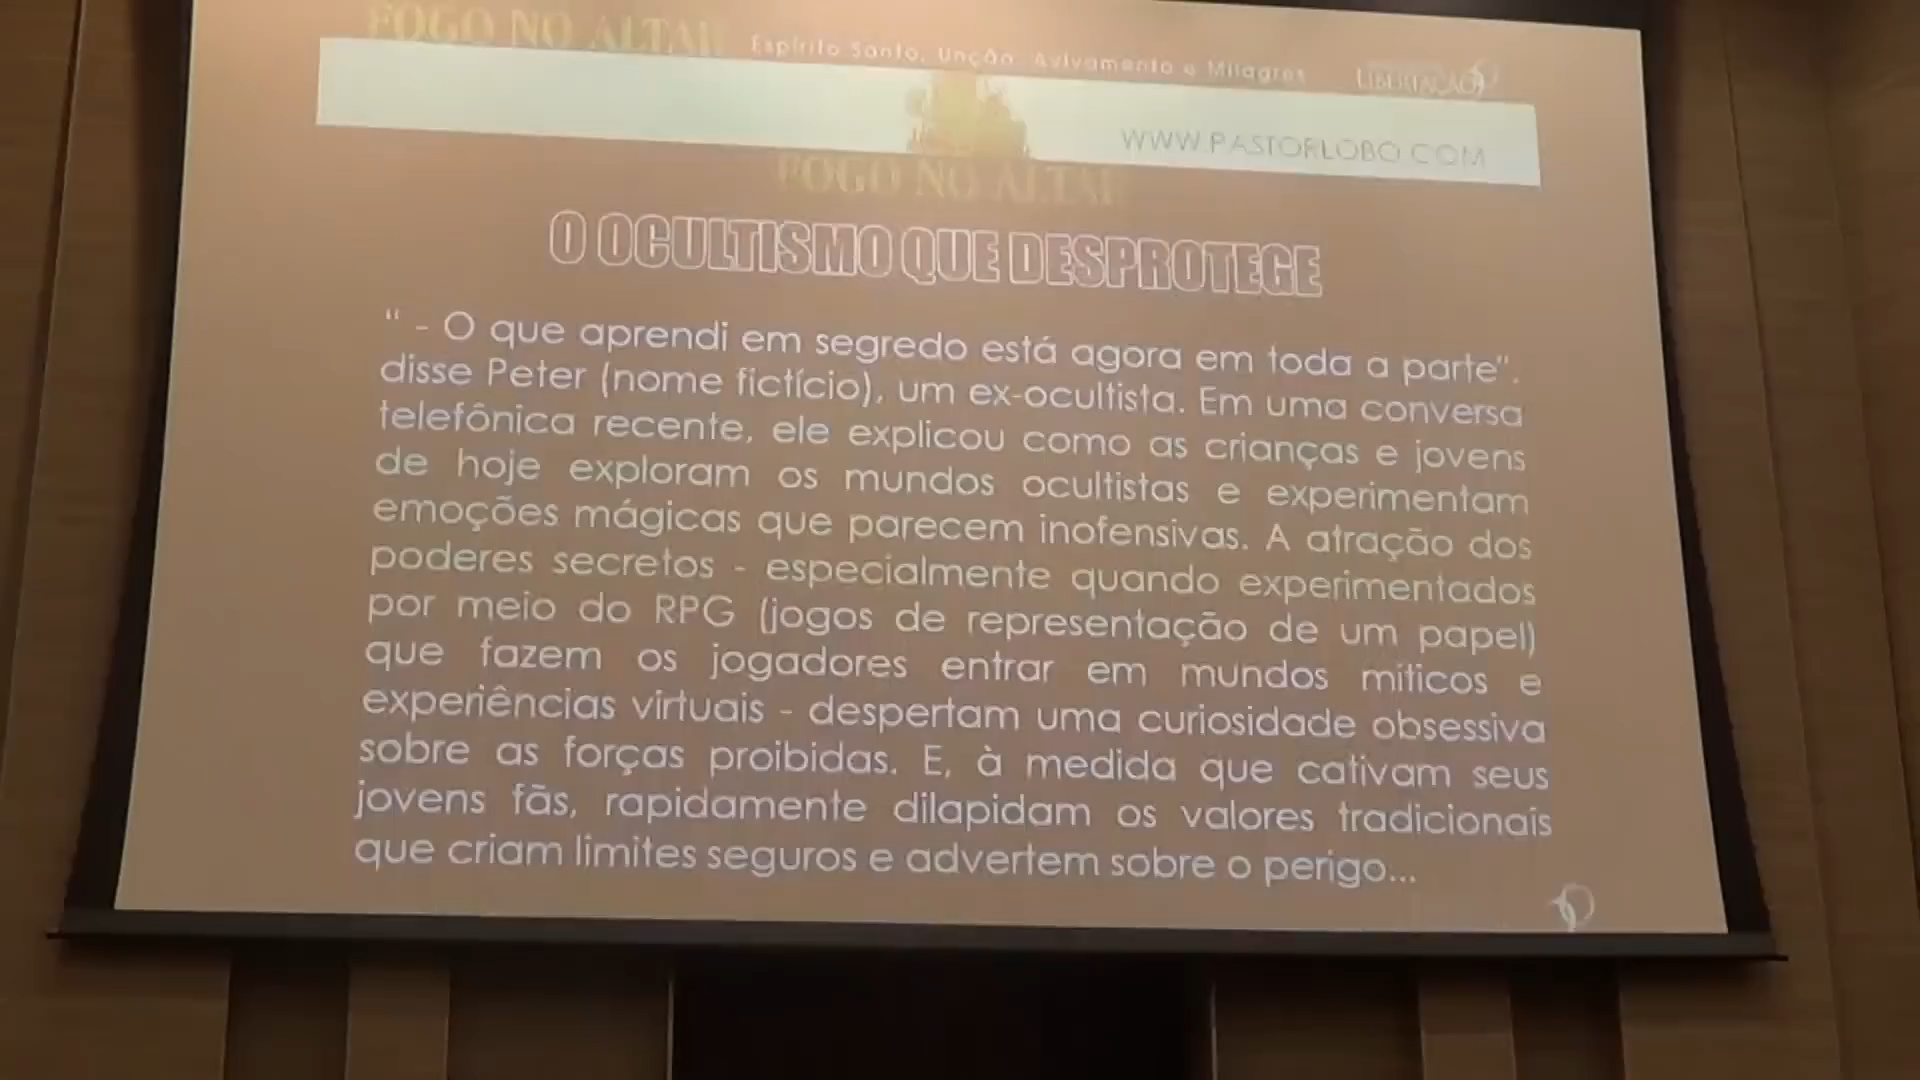 FOGO NO ALTAR
Espírito Santo, Unção, Avivamento e Milagres
LIBERTAÇÃO
WWW.PASTORLOBO.COM
FOGO NO ALTAR
O OCULTISMO QUE DESPROTEGE
" - O que aprendi em segredo está agora em toda a parte".
disse Peter (nome fictício), um ex-ocultista. Em uma conversa
telefônica recente, ele explicou como as crianças e jovens
de hoje exploram os mundos ocultistas e experimentam
emoções mágicas que parecem inofensivas. A atração dos
poderes secretos - especialmente quando experimentados
por meio do RPG (jogos de representação de um papel)
que fazem os jogadores entrar em mundos míticos e
experiências virtuais - despertam uma curiosidade obsessiva
sobre as forças proibidas. E, à medida que cativam seus
jovens fãs, rapidamente dilapidam os valores tradicionais
que criam limites seguros e advertem sobre o perigo...